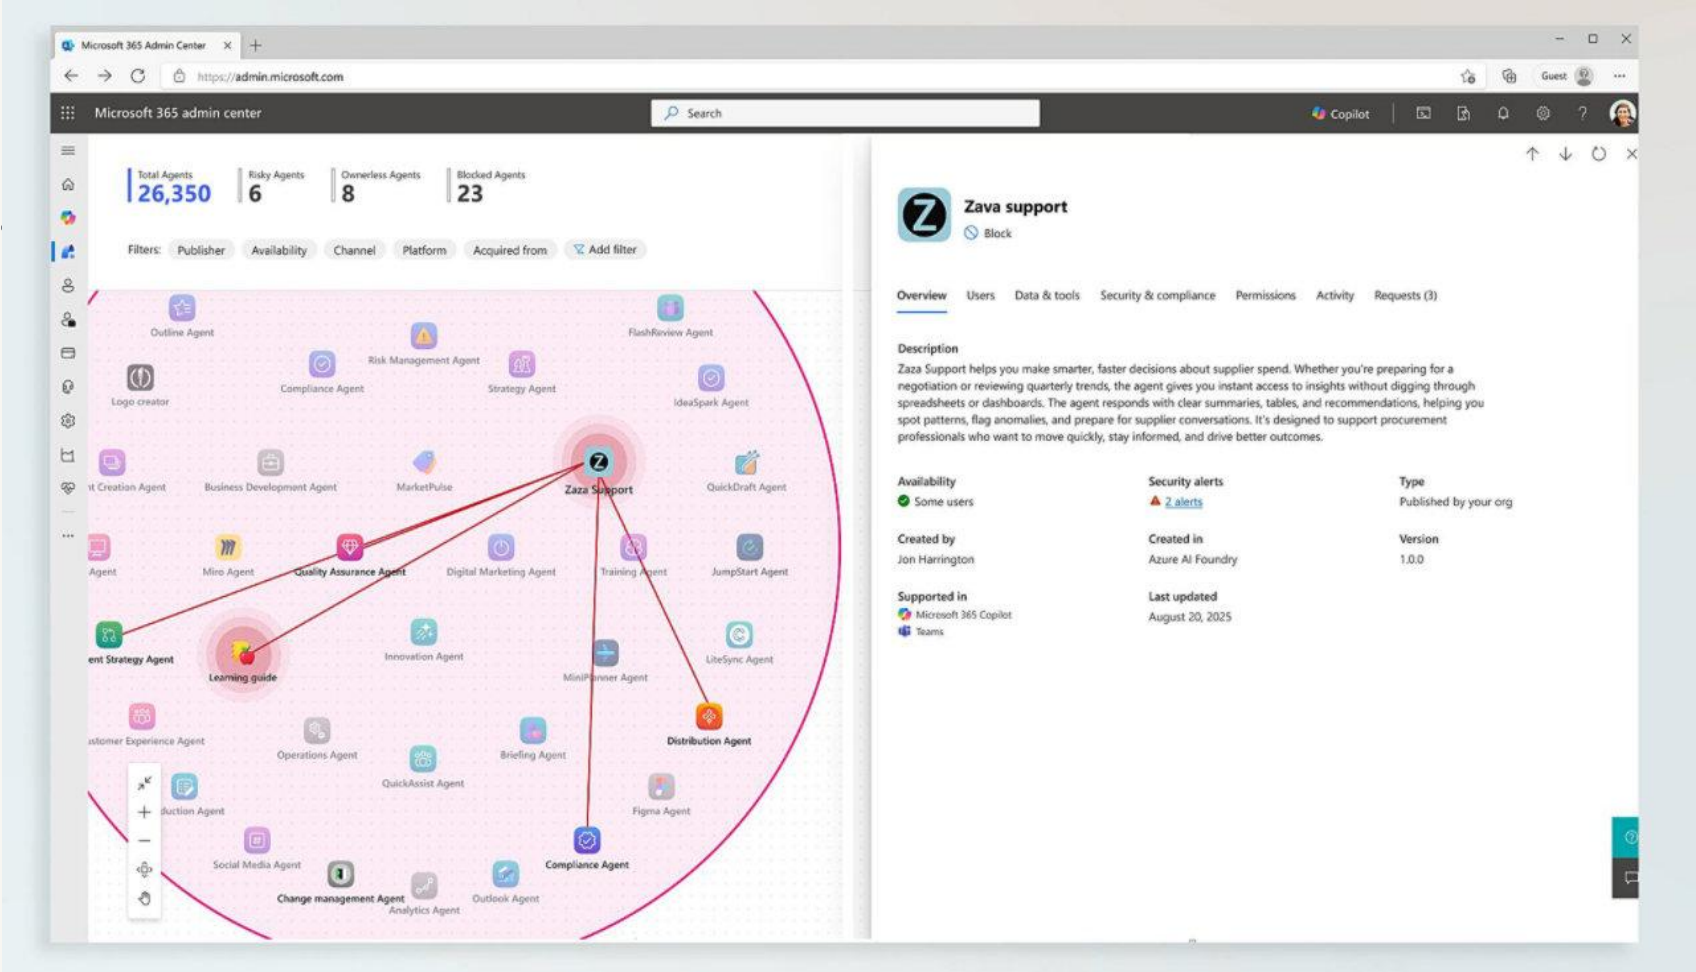 Microsoft 365 Admin Center
https://admin.microsoft.com
Guest
Microsoft 365 admin center
Search
Copilot
Total Agents
26,350
Risky Agents
6
Ownerless Agents
8
Blocked Agents
23
Filters: Publisher Availability Channel Platform Acquired from Add filter
Outline Agent
FlashReview Agent
Risk Management Agent
Compliance Agent
Strategy Agent
Logo creator
IdeaSpark Agent
nt Creation Agent
Business Development Agent
MarketPulse
Zaza Support
QuickDraft Agent
Agent
Miro Agent
Quality Assurance Agent
Digital Marketing Agent
Training Agent
JumpStart Agent
ent Strategy Agent
Learning guide
Innovation Agent
MiniPlanner Agent
LiteSync Agent
ustomer Experience Agent
Operations Agent
Briefing Agent
Distribution Agent
QuickAssist Agent
duction Agent
Figma Agent
Social Media Agent
Compliance Agent
Change management Agent
Analytics Agent
Outlook Agent
Z
Zava support
Block
Overview Users Data & tools Security & compliance Permissions Activity Requests (3)
Description
Zaza Support helps you make smarter, faster decisions about supplier spend. Whether you're preparing for a
negotiation or reviewing quarterly trends, the agent gives you instant access to insights without digging through
spreadsheets or dashboards. The agent responds with clear summaries, tables, and recommendations, helping you
spot patterns, flag anomalies, and prepare for supplier conversations. It's designed to support procurement
professionals who want to move quickly, stay informed, and drive better outcomes.
Availability
Some users
Security alerts
2 alerts
Type
Published by your org
Created by
Jon Harrington
Created in
Azure AI Foundry
Version
1.0.0
Supported in
Microsoft 365 Copilot
Teams
Last updated
August 20, 2025